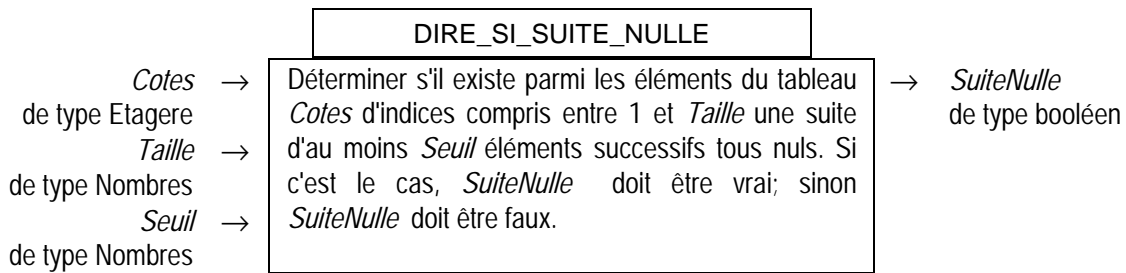 DIRE_SI_SUITE_NULLE
Cotes →
de type Etagere
Taille →
de type Nombres
Seuil →
de type Nombres
Déterminer s'il existe parmi les éléments du tableau
Cotes d'indices compris entre 1 et Taille une suite
d'au moins Seuil éléments successifs tous nuls. Si
c'est le cas, SuiteNulle doit être vrai; sinon
SuiteNulle doit être faux.
→ SuiteNulle
de type booléen